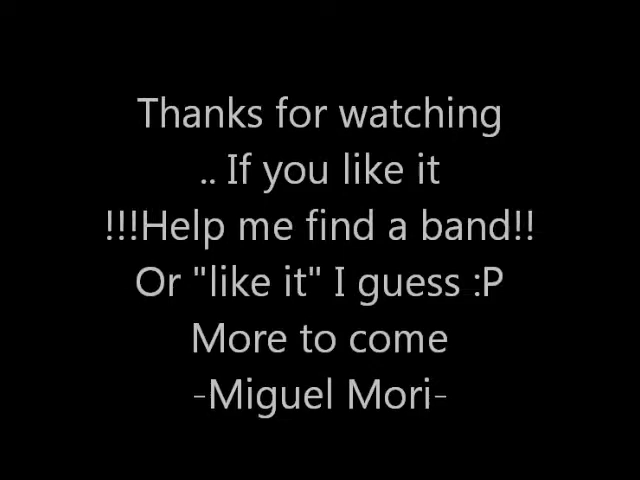 Thanks for watching
.. If you like it
!!!Help me find a band!!
Or "like it" I guess :P
More to come
-Miguel Mori-